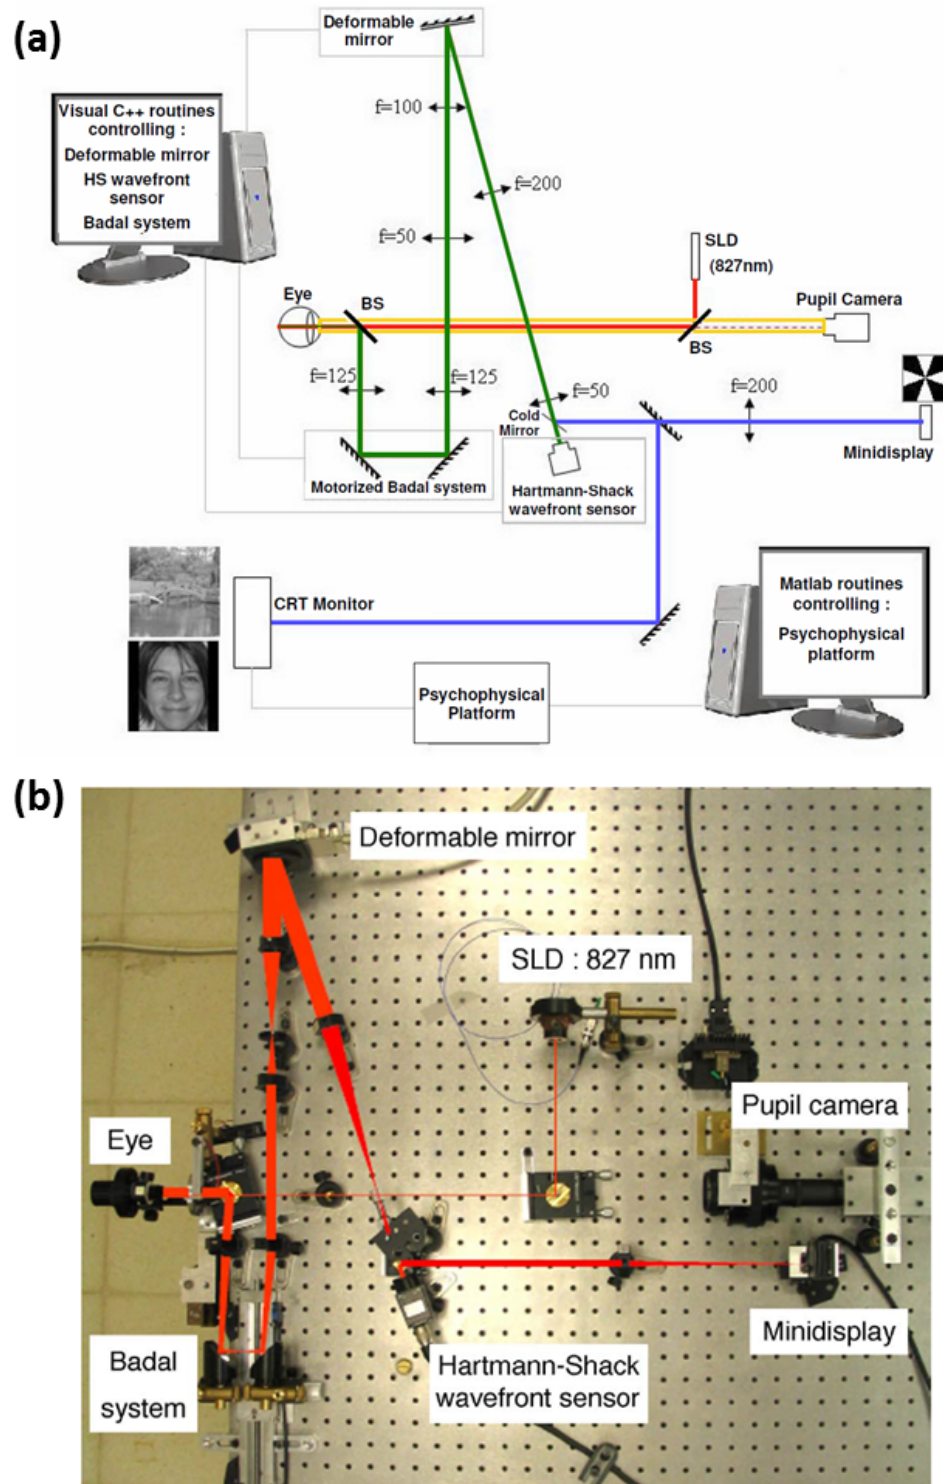 (a)
Deformable
mirror
Visual C++ routines
controlling :
Deformable mirror
HS wavefront
sensor
Badal system
f=100
f=200
f=50
SLD
(827nm)
Eye
BS
Pupil Camera
BS
f=125
f=125
f=50
f=200
Cold
Mirror
Minidisplay
Motorized Badal system
Hartmann-Shack
wavefront sensor
CRT Monitor
Matlab routines
controlling :
Psychophysical
platform
Psychophysical
Platform
(b)
Deformable mirror
SLD : 827 nm
Eye
Pupil camera
Badal
system
Hartmann-Shack
wavefront sensor
Minidisplay